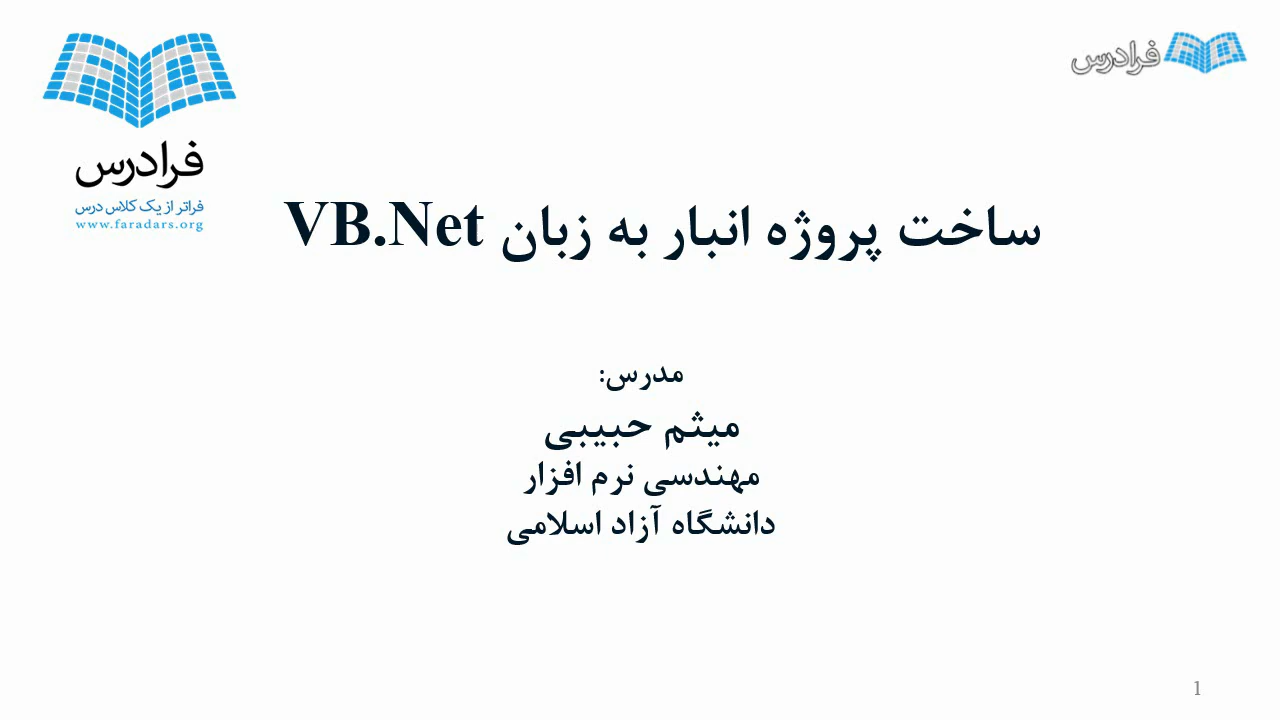 فرادرس
فرادرس
فراتر از یک کلاس درس
www.faradars.org
ساخت پروژه انبار به زبان VB.Net
مدرس:
میثم حبیبی
مهندسی نرم افزار
دانشگاه آزاد اسلامی
1